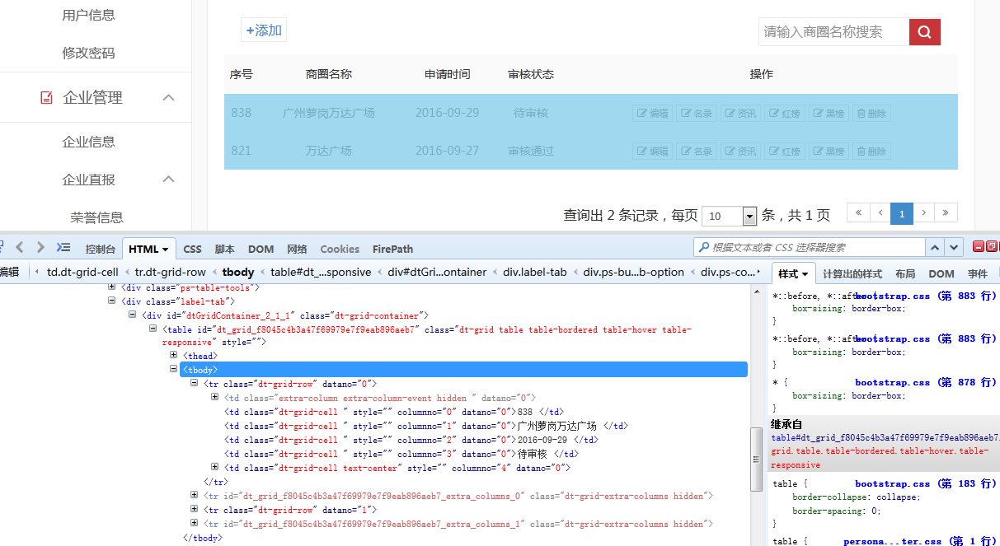 用户信息
修改密码
企业管理
企业信息
企业直报
荣誉信息
+添加
请输入商圈名称搜索
序号 商圈名称 申请时间 审核状态 操作
838 广州萝岗万达广场 2016-09-29 待审核 编辑 名录 资讯 红榜 黑榜 删除
821 万达广场 2016-09-27 审核通过 编辑 名录 资讯 红榜 黑榜 删除
查询出 2 条记录，每页 10 条，共 1 页 « ‹ 1 › »
控制台 HTML CSS 脚本 DOM 网络 Cookies FirePath
根据文本或者 CSS 选择器搜索
编辑 td.dt-grid-cell ‹ tr.dt-grid-row ‹ tbody ‹ table#dt_...sponsive ‹ div#dtGri...ontainer ‹ div.label-tab ‹ div.ps-bu...b-option ‹ div.ps-co...
样式 计算出的样式 布局 DOM 事件
<div class="ps-table-tools">
<div class="label-tab">
<div id="dtGridContainer_2_1_1" class="dt-grid-container">
<table id="dt_grid_f8045c4b3a47f69979e7f9eab896aeb7" class="dt-grid table table-bordered table-hover table-
responsive" style="">
<thead>
<tbody>
<tr class="dt-grid-row" datano="0">
<td class="extra-column extra-column-event hidden " datano="0">
<td class="dt-grid-cell " style="" columnno="0" datano="0">838 </td>
<td class="dt-grid-cell " style="" columnno="1" datano="0">广州萝岗万达广场 </td>
<td class="dt-grid-cell " style="" columnno="2" datano="0">2016-09-29 </td>
<td class="dt-grid-cell " style="" columnno="3" datano="0">待审核 </td>
<td class="dt-grid-cell text-center" style="" columnno="4" datano="0">
</tr>
<tr id="dt_grid_f8045c4b3a47f69979e7f9eab896aeb7_extra_columns_0" class="dt-grid-extra-columns hidden">
<tr class="dt-grid-row" datano="1">
<tr id="dt_grid_f8045c4b3a47f69979e7f9eab896aeb7_extra_columns_1" class="dt-grid-extra-columns hidden">
</tbody>
*::before, *::after bootstrap.css (第 883 行)
box-sizing: border-box;
}
*::before, *::after bootstrap.css (第 883 行)
box-sizing: border-box;
}
* { bootstrap.css (第 878 行)
box-sizing: border-box;
}
继承自
table#dt_grid_f8045c4b3a47f69979e7f9eab896aeb7.
grid.table.table-bordered.table-hover.table-
responsive
table { bootstrap.css (第 183 行)
border-collapse: collapse;
border-spacing: 0;
}
table { persona...ter.css (第 1 行)